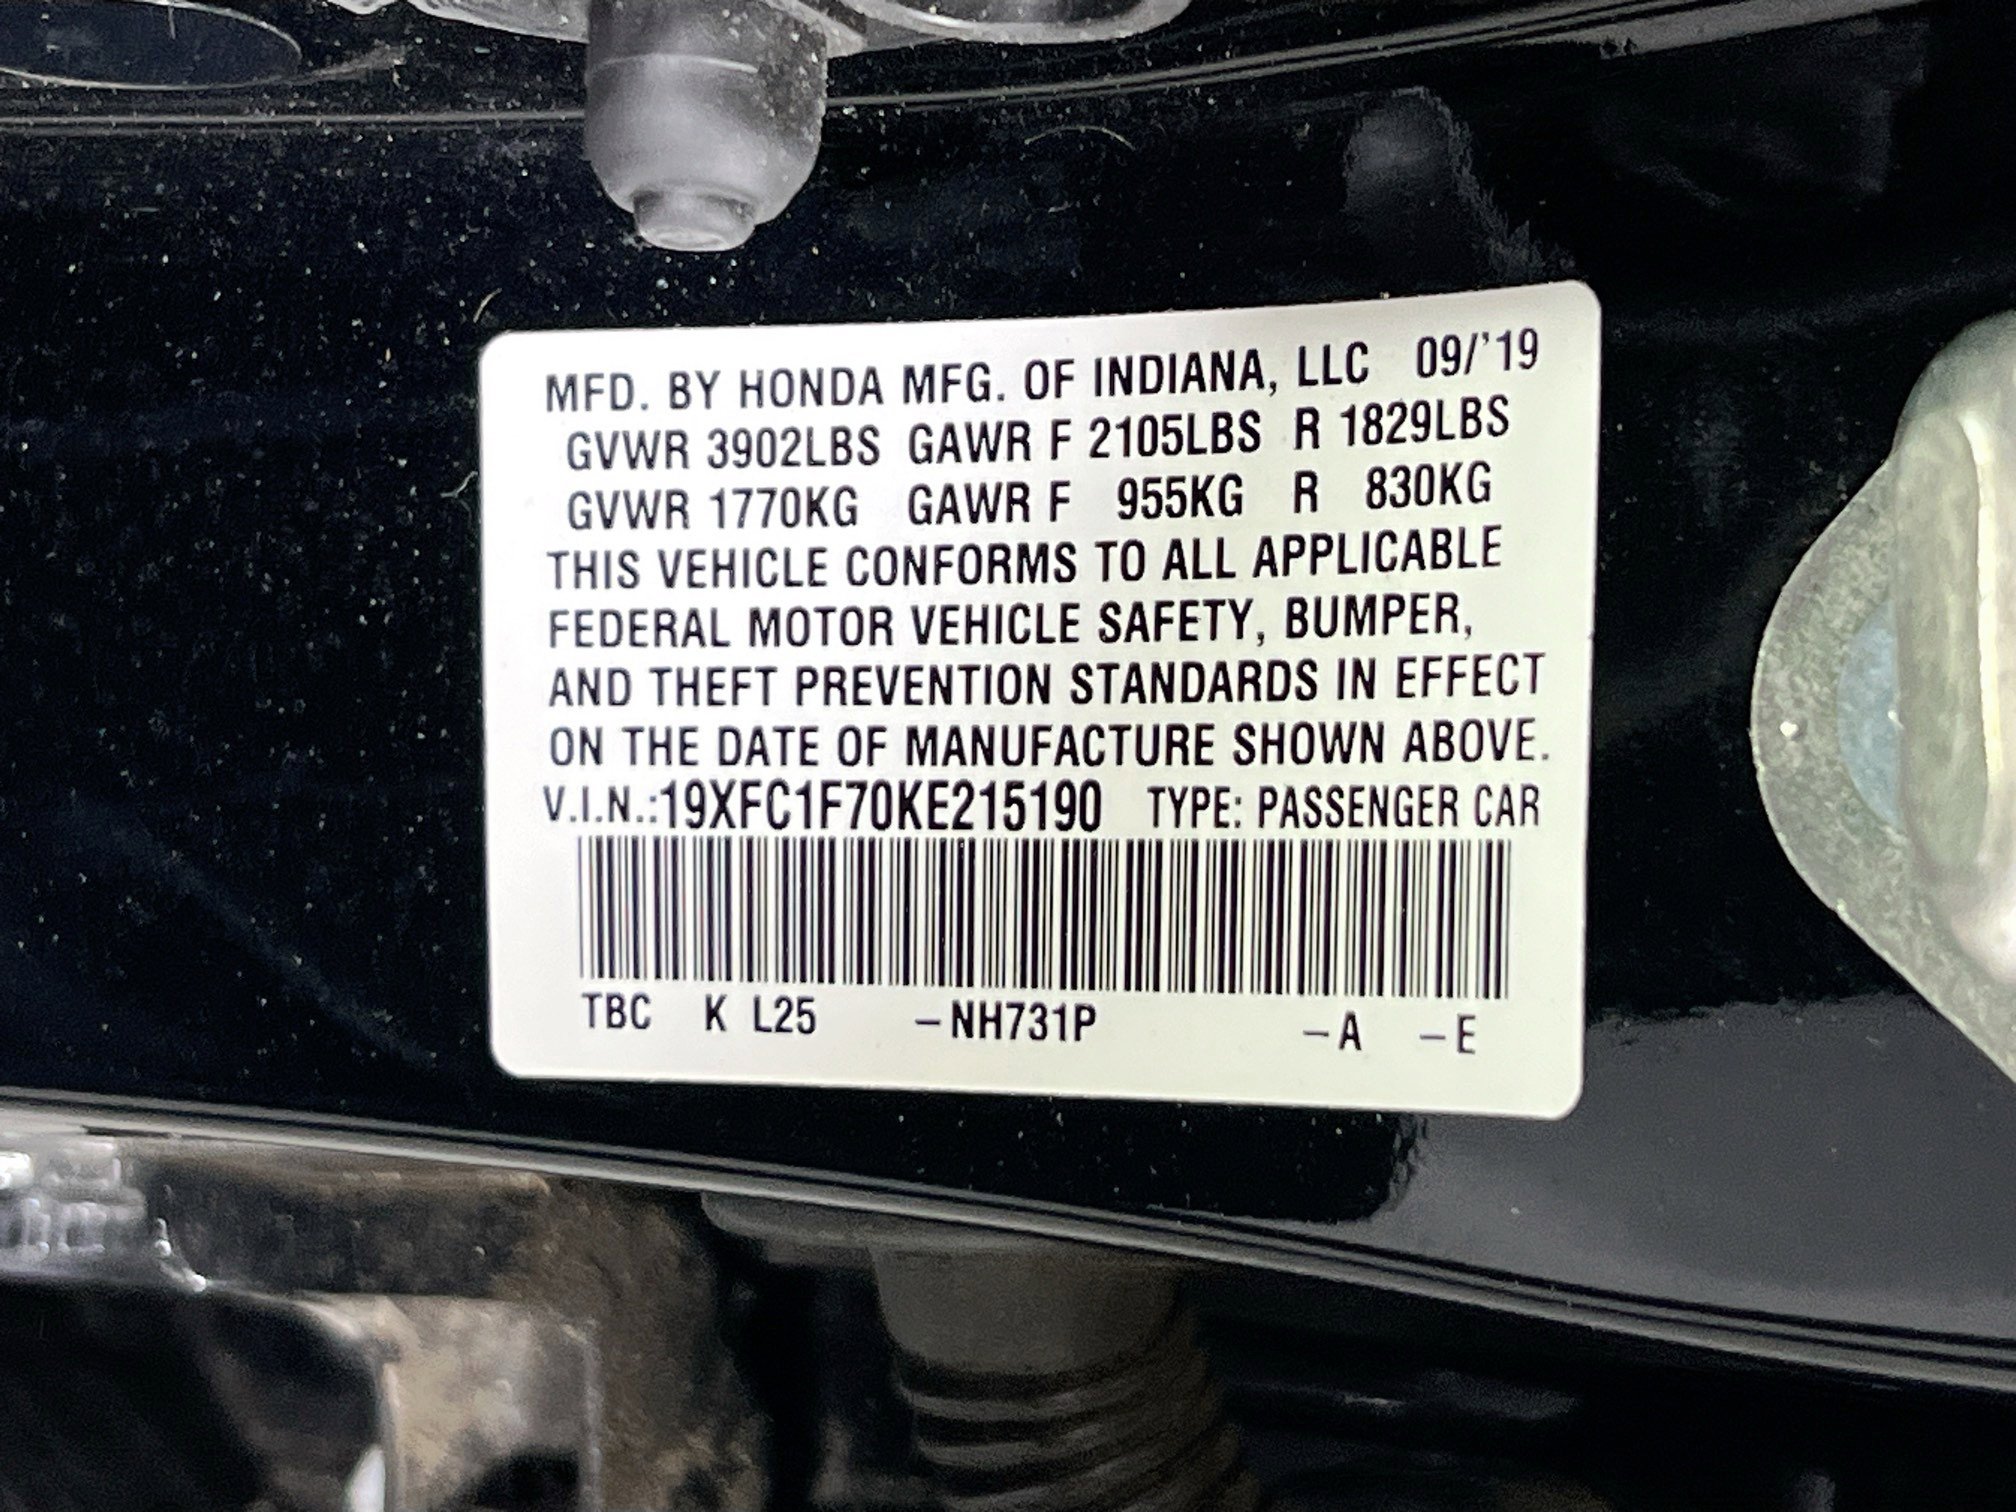 MFD. BY HONDA MFG. OF INDIANA, LLC 09/'19
GVWR 3902LBS GAWR F 2105LBS R 1829LBS
GVWR 1770KG GAWR F 955KG R 830KG
THIS VEHICLE CONFORMS TO ALL APPLICABLE
FEDERAL MOTOR VEHICLE SAFETY, BUMPER,
AND THEFT PREVENTION STANDARDS IN EFFECT
ON THE DATE OF MANUFACTURE SHOWN ABOVE.
V.I.N.:19XFC1F70KE215190 TYPE: PASSENGER CAR
TBC K L25 –NH731P –A –E